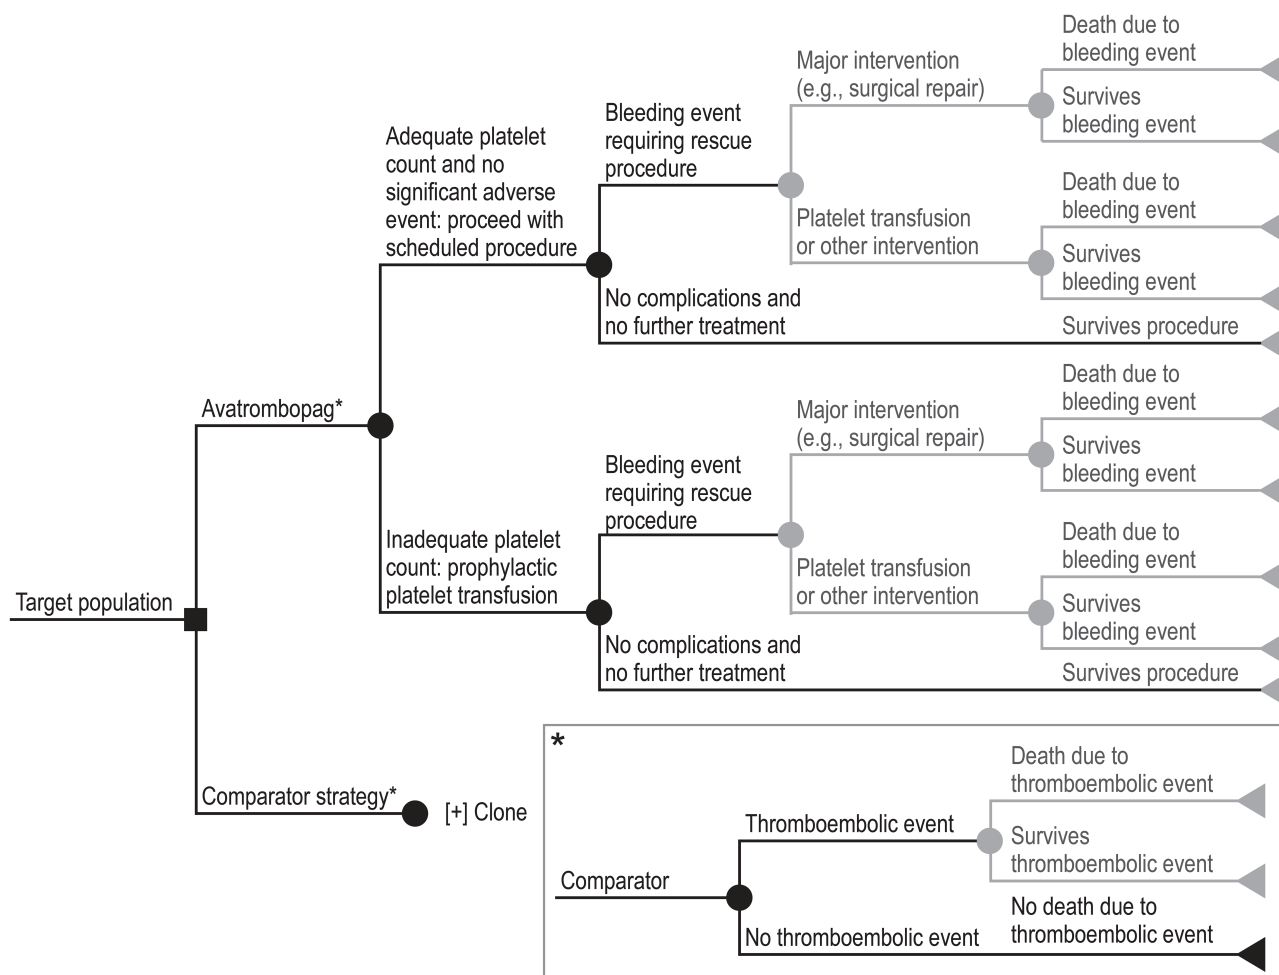 Death due to
bleeding event
Major intervention
(e.g., surgical repair)
Survives
bleeding event
Bleeding event
requiring rescue
procedure
Adequate platelet
count and no
significant adverse
event: proceed with
scheduled procedure
Death due to
bleeding event
Platelet transfusion
or other intervention
Survives
bleeding event
No complications and
no further treatment
Survives procedure
Avatrombopag*
Death due to
bleeding event
Major intervention
(e.g., surgical repair)
Survives
bleeding event
Bleeding event
requiring rescue
procedure
Inadequate platelet
count: prophylactic
platelet transfusion
Death due to
bleeding event
Platelet transfusion
or other intervention
Survives
bleeding event
No complications and
no further treatment
Survives procedure
Target population
Comparator strategy*
[+] Clone
*
Death due to
thromboembolic event
Thromboembolic event
Survives
thromboembolic event
Comparator
No death due to
thromboembolic event
No thromboembolic event